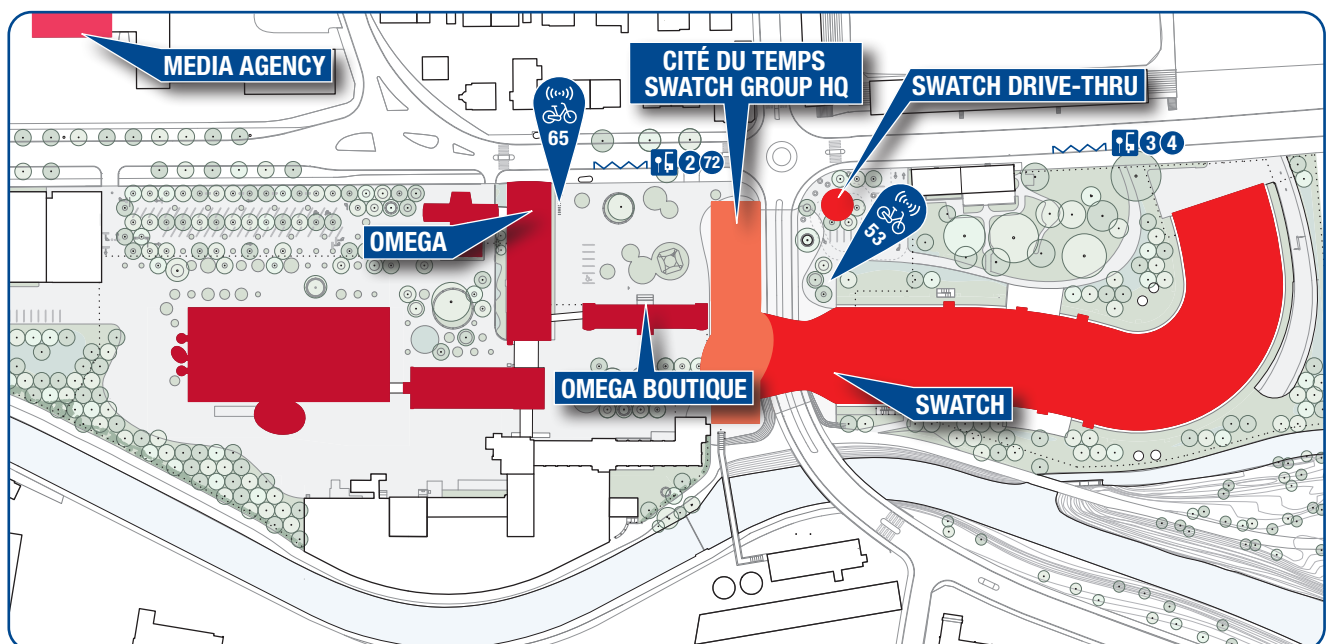 MEDIA AGENCY
65
CITÉ DU TEMPS
SWATCH GROUP HQ
SWATCH DRIVE-THRU
2 72
3 4
53
OMEGA
OMEGA BOUTIQUE
SWATCH